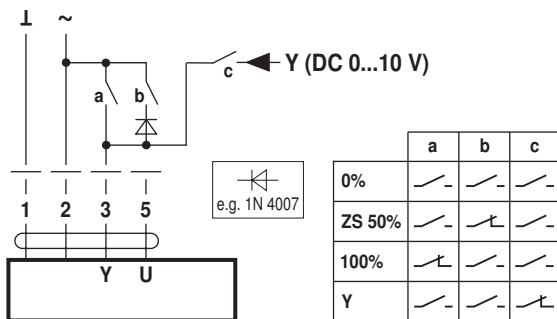 ⊥ ~
a b c Y (DC 0...10 V)
1 2 3 5
Y U
e.g. 1N 4007
a b c
0%
ZS 50%
100%
Y